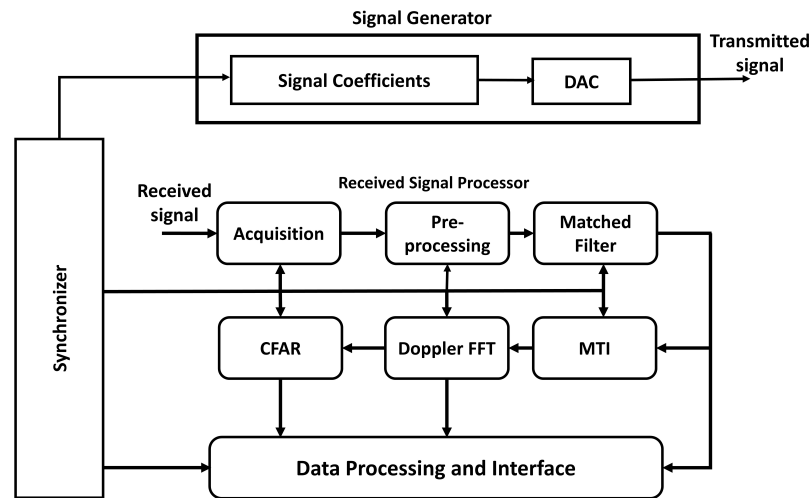 Signal Generator
Transmitted
signal
Signal Coefficients
DAC
Synchronizer
Received
signal
Received Signal Processor
Acquisition
Pre-
processing
Matched
Filter
CFAR
Doppler FFT
MTI
Data Processing and Interface